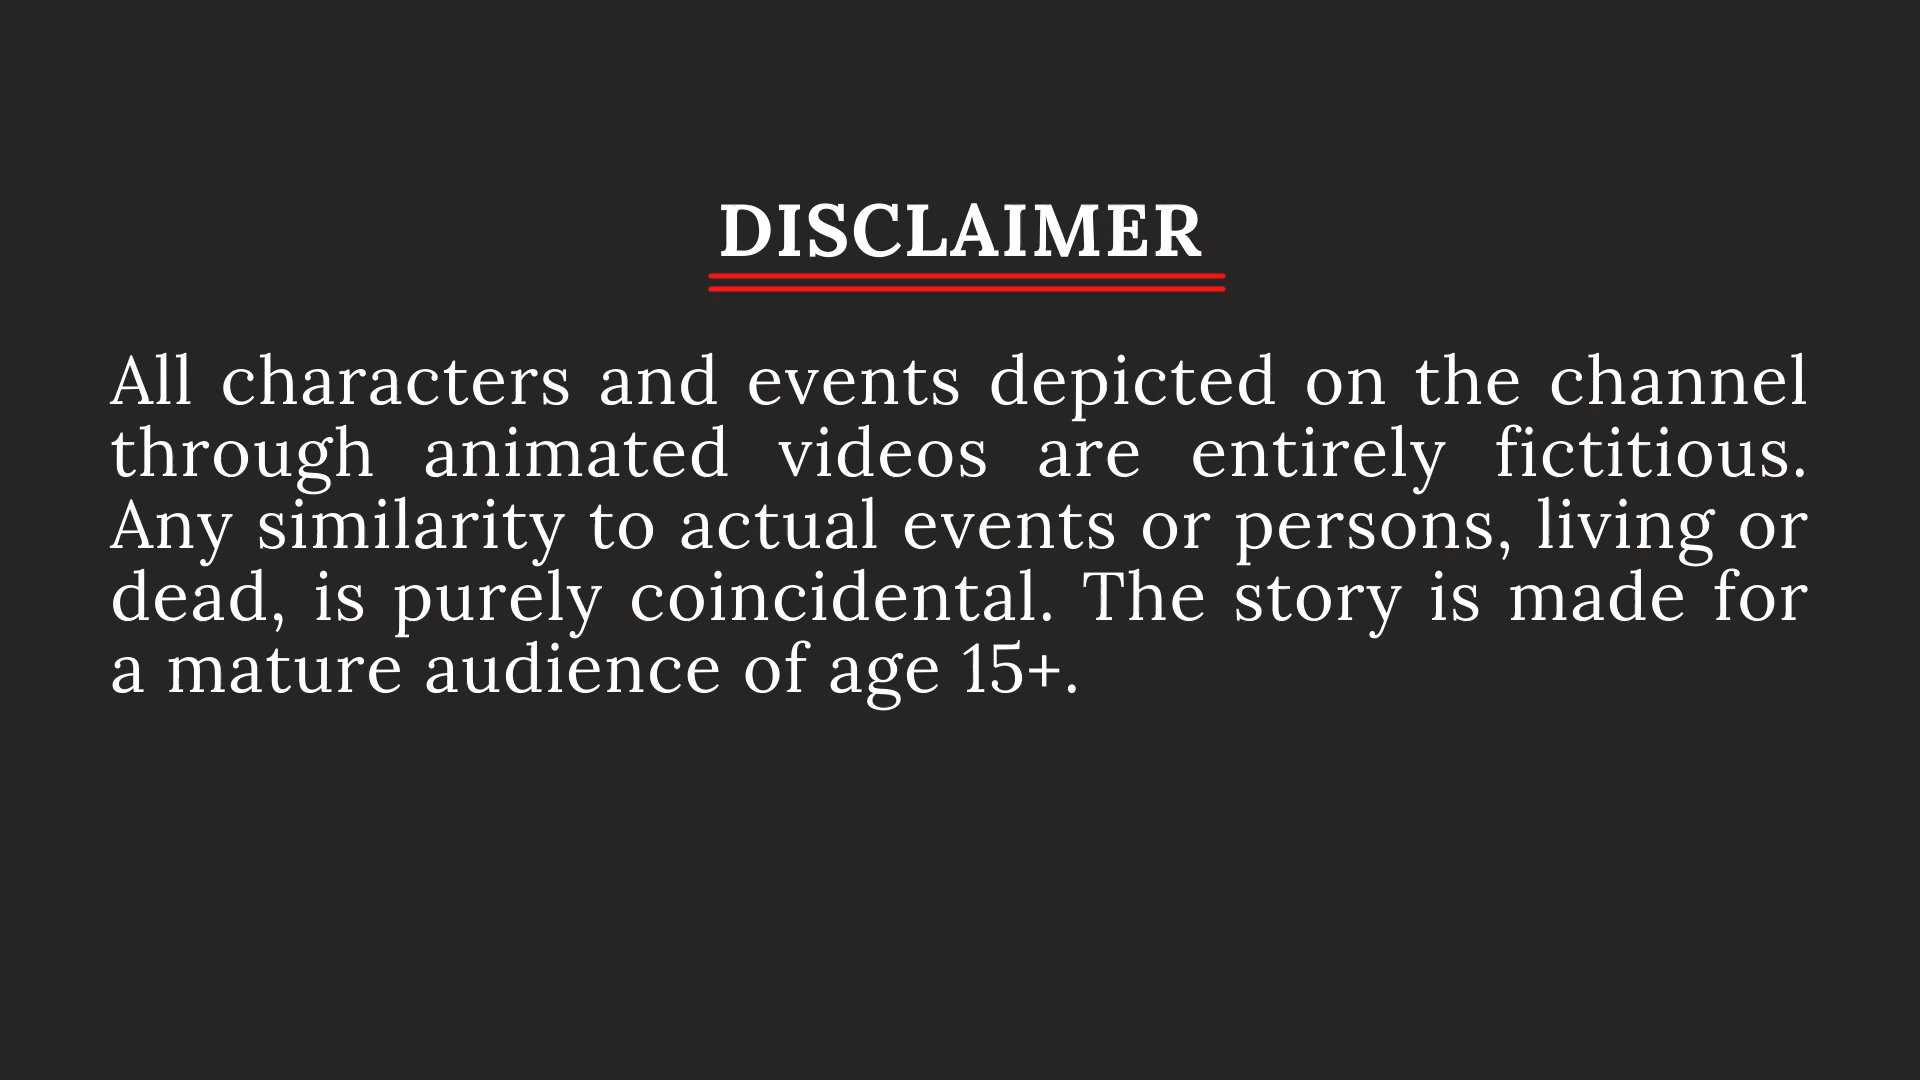 DISCLAIMER
All characters and events depicted on the channel
through animated videos are entirely fictitious.
Any similarity to actual events or persons, living or
dead, is purely coincidental. The story is made for
a mature audience of age 15+.